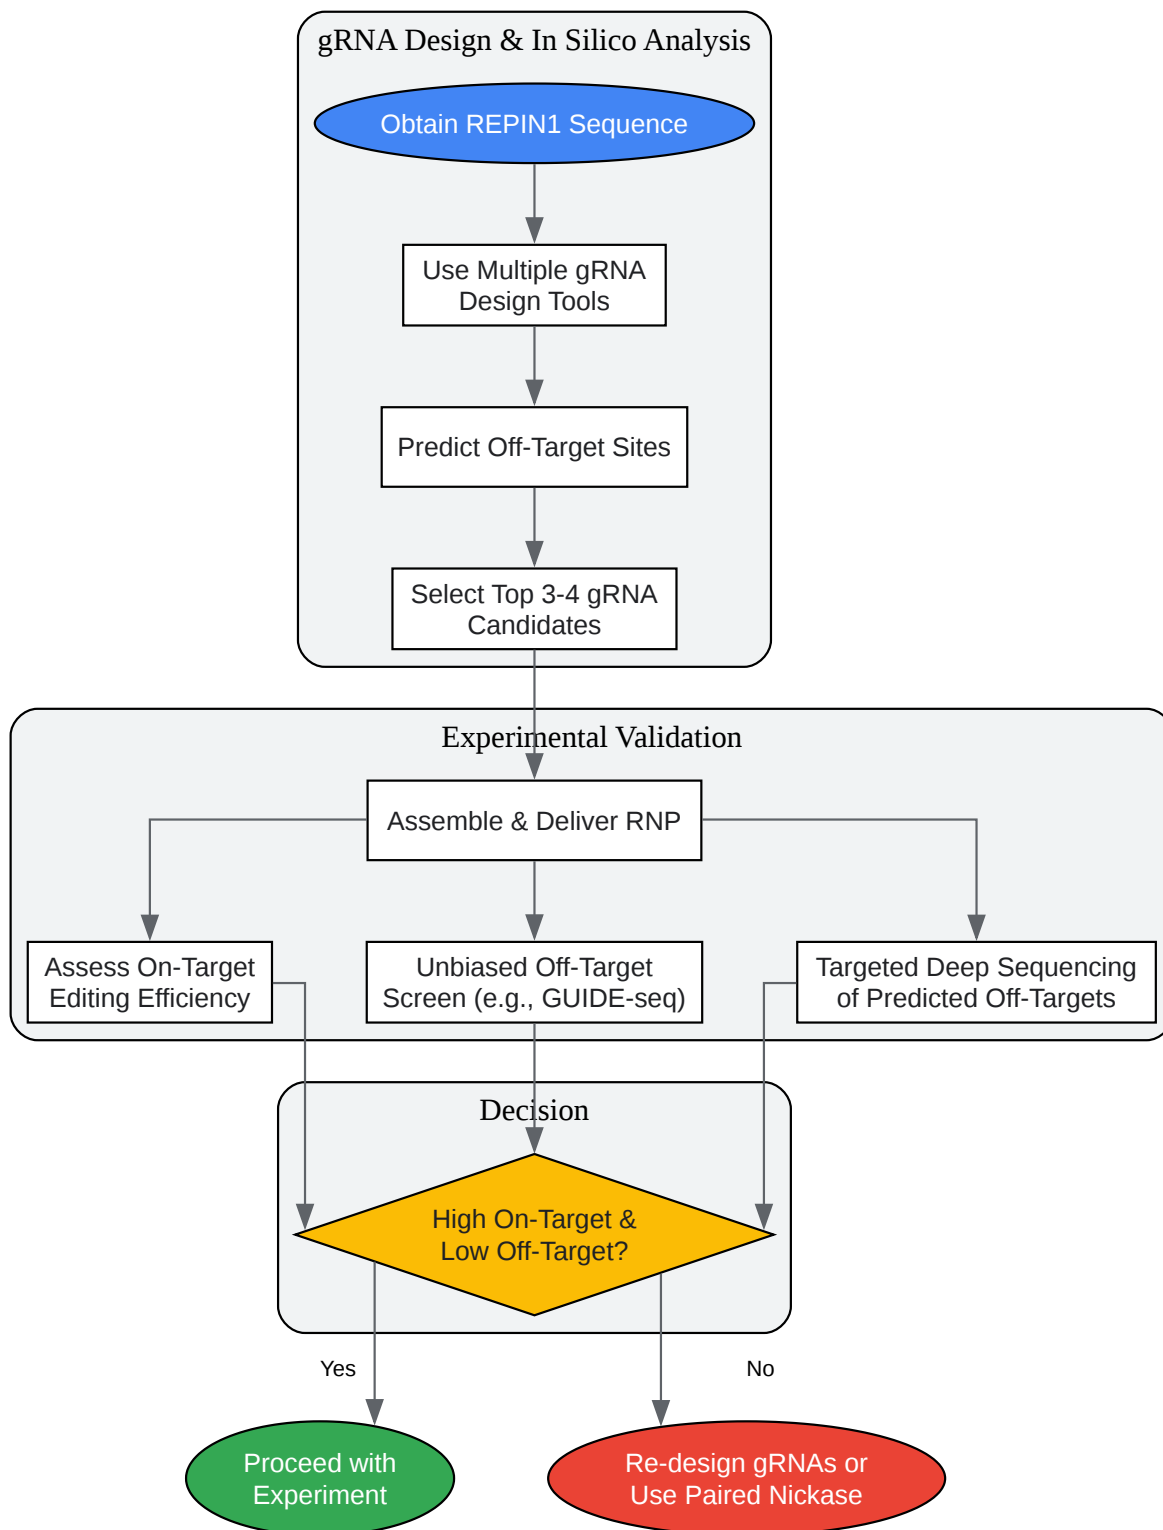 gRNA Design & In Silico Analysis
Obtain REPIN1 Sequence
Use Multiple gRNA
Design Tools
Predict Off-Target Sites
Select Top 3-4 gRNA
Candidates
Experimental Validation
Assemble & Deliver RNP
Assess On-Target
Editing Efficiency
Unbiased Off-Target
Screen (e.g., GUIDE-seq)
Targeted Deep Sequencing
of Predicted Off-Targets
Decision
High On-Target &
Low Off-Target?
Yes
No
Proceed with
Experiment
Re-design gRNAs or
Use Paired Nickase